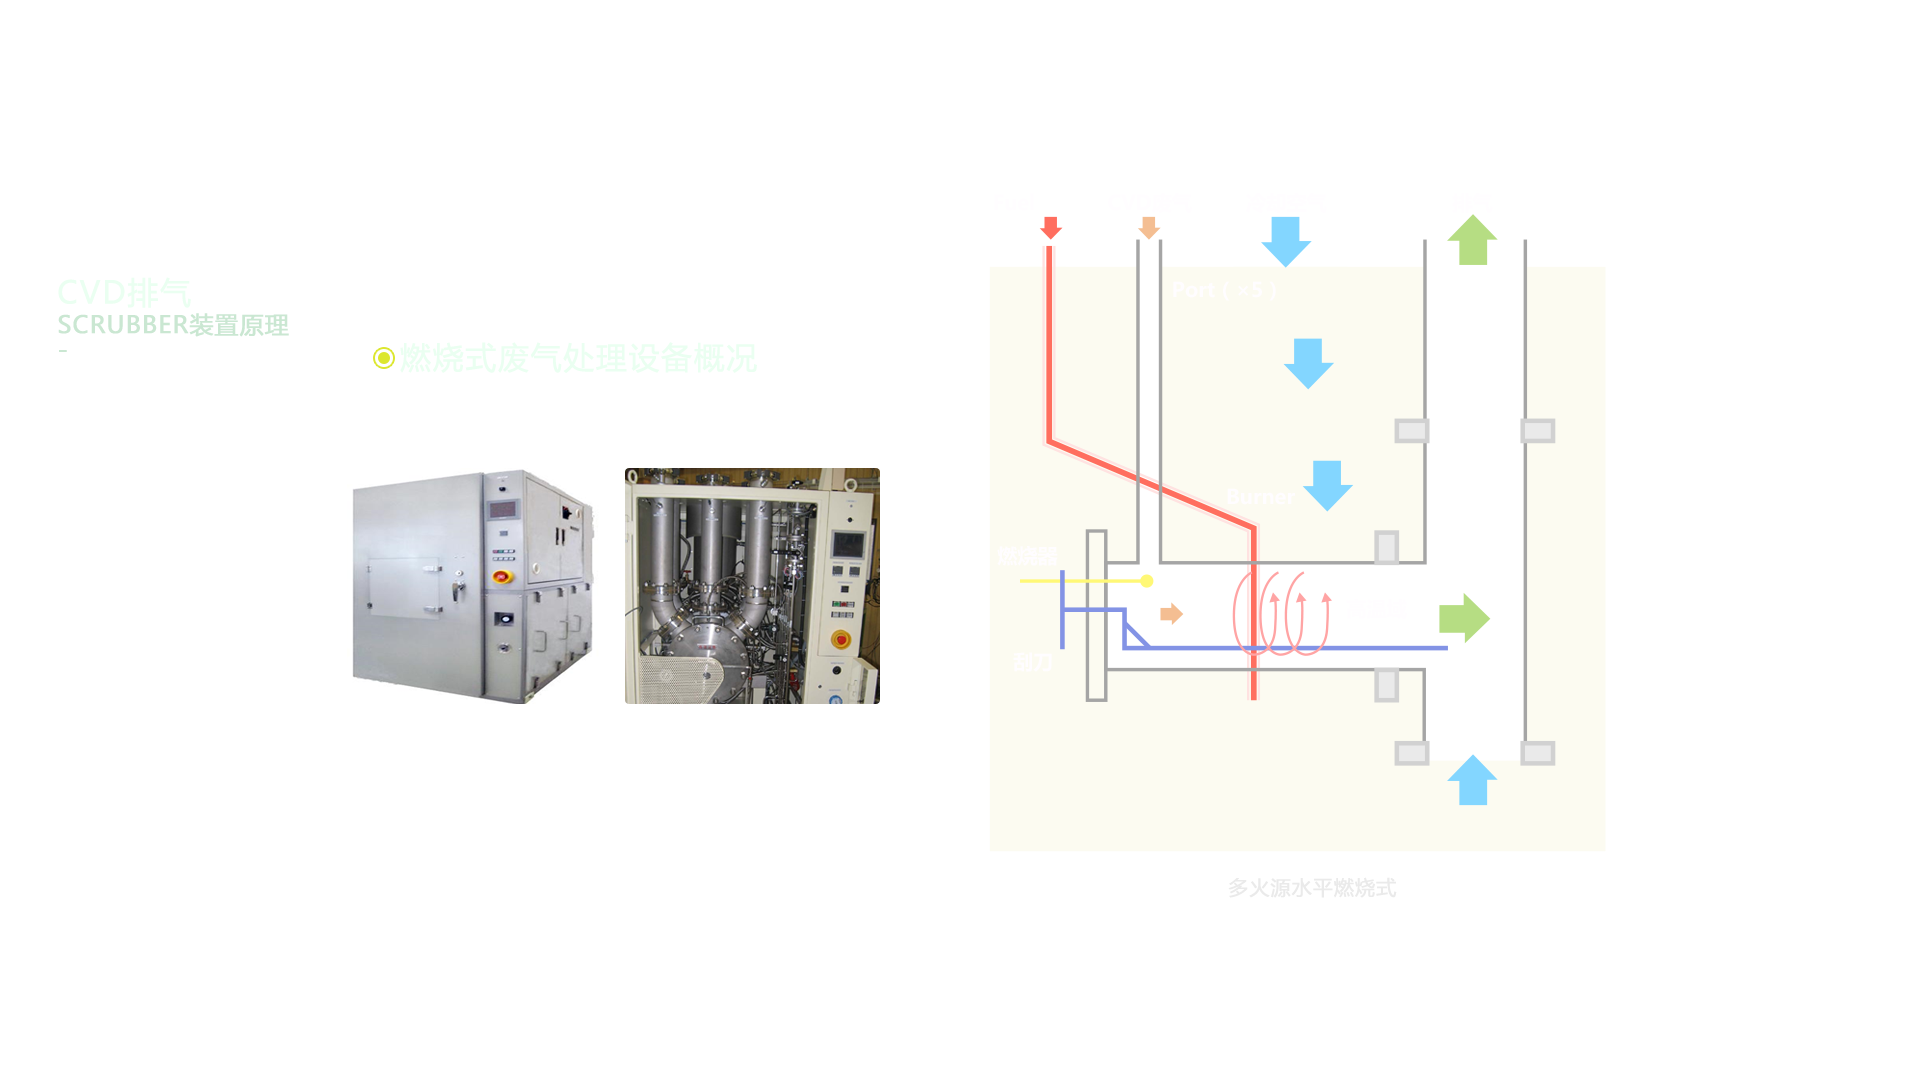 CVD排气
SCRUBBER装置原理
-
燃烧式废气处理设备概况
Port（×5）
Burner
燃烧器
刮刀
多火源水平燃烧式